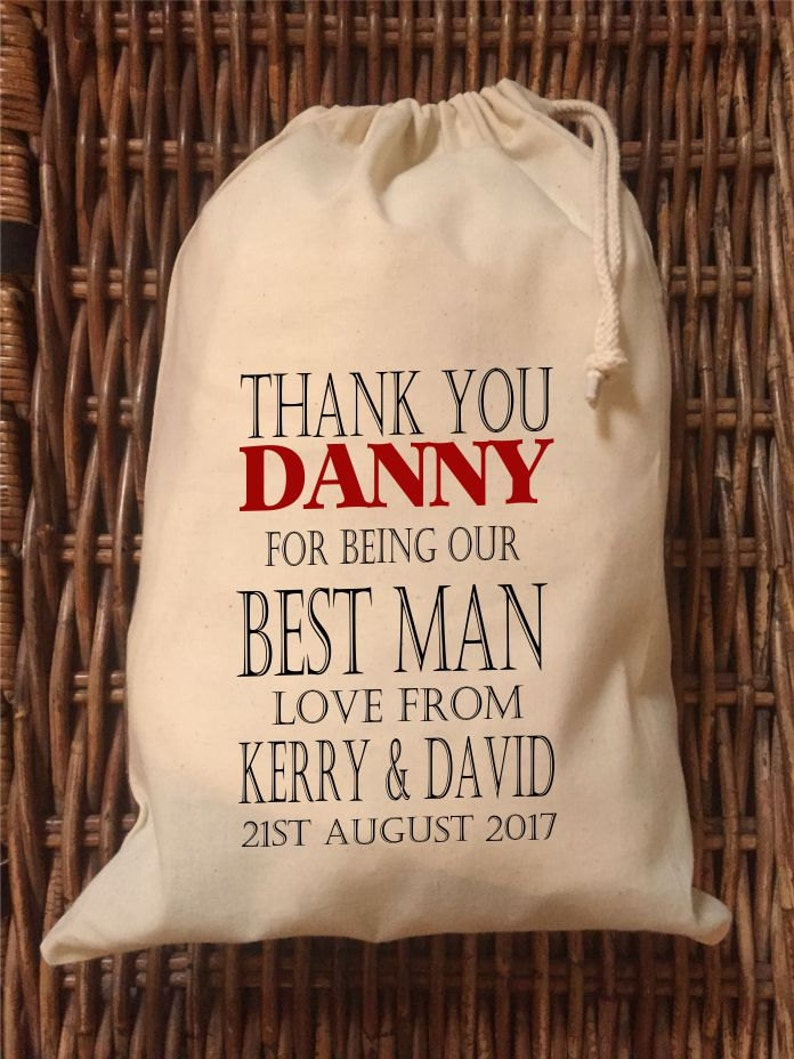 THANK YOU
DANNY
FOR BEING OUR
BEST MAN
LOVE FROM
KERRY & DAVID
21ST AUGUST 2017